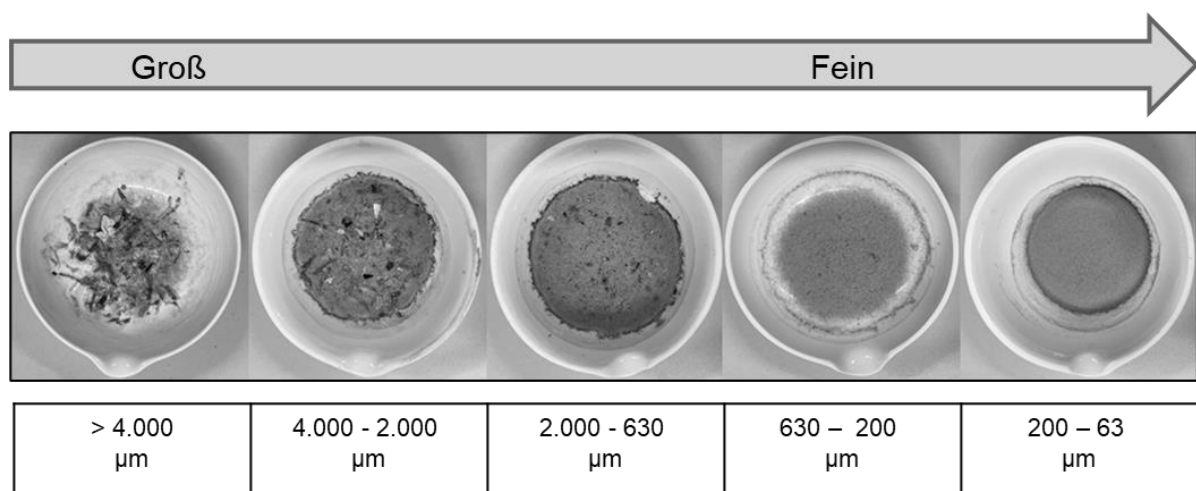 Groß
Fein
> 4.000
µm
4.000 - 2.000
µm
2.000 - 630
µm
630 – 200
µm
200 – 63
µm